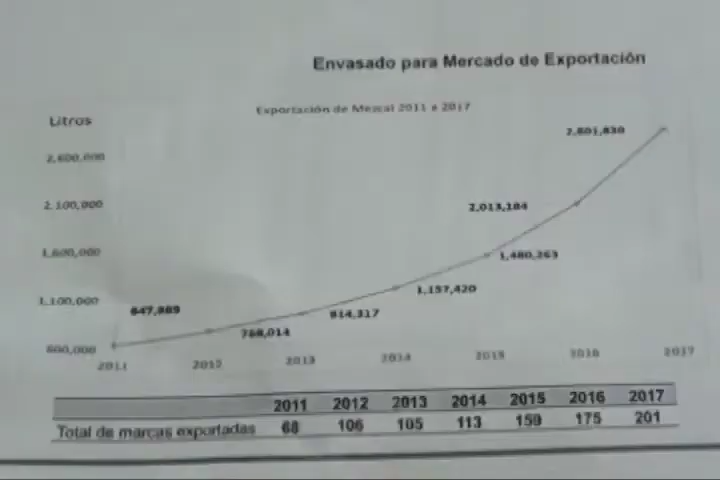 Envasado para Mercado de Exportación
Exportación de Mezcal 2011 a 2017
Litros
2,600,000
2,100,000
1,600,000
1,100,000
600,000
647,989
768,014
914,317
1,157,420
1,480,263
2,013,184
2,801,830
2011 2012 2013 2014 2015 2016 2017
2011 2012 2013 2014 2015 2016 2017
Total de marcas exportadas 68 106 105 113 159 175 201